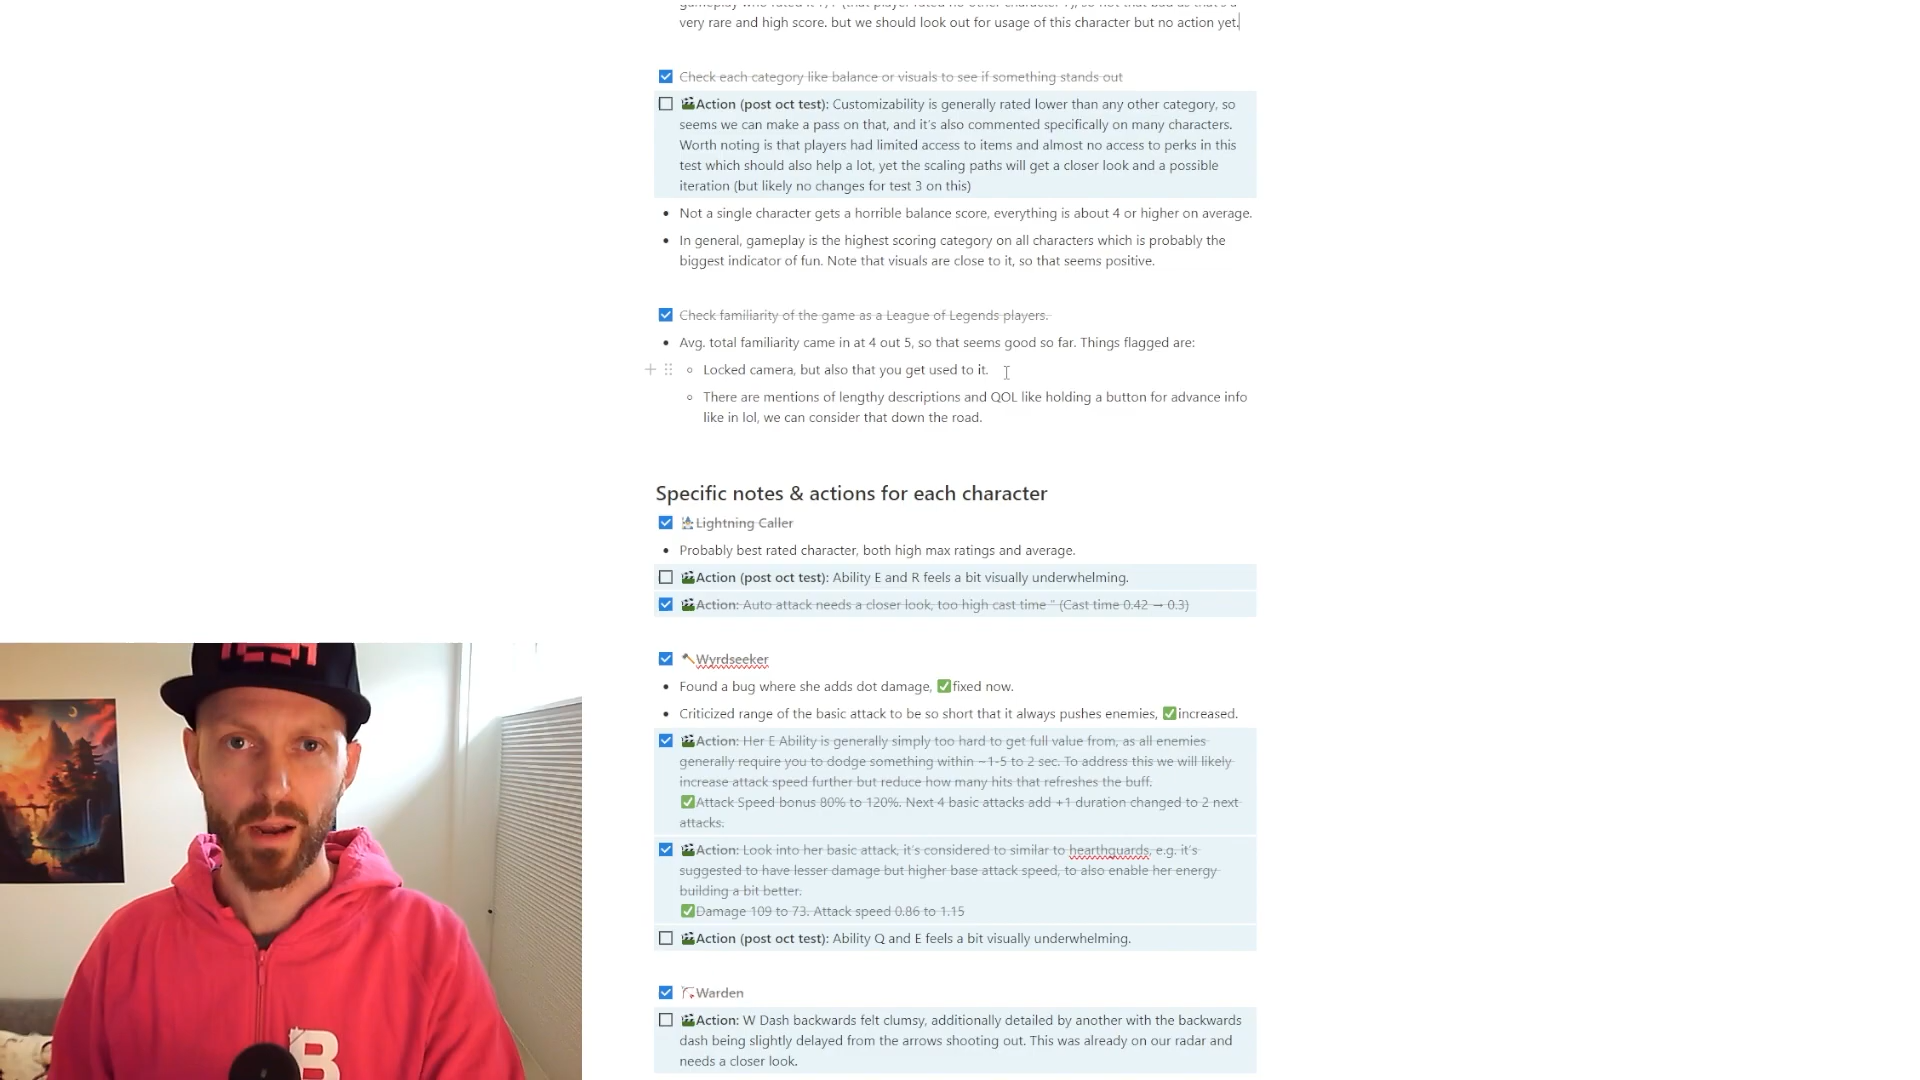 very rare and high score. but we should look out for usage of this character but no action yet.
Check each category like balance or visuals to see if something stands out
Action (post oct test): Customizability is generally rated lower than any other category, so
seems we can make a pass on that, and it's also commented specifically on many characters.
Worth noting is that players had limited access to items and almost no access to perks in this
test which should also help a lot, yet the scaling paths will get a closer look and a possible
iteration (but likely no changes for test 3 on this)
Not a single character gets a horrible balance score, everything is about 4 or higher on average.
In general, gameplay is the highest scoring category on all characters which is probably the
biggest indicator of fun. Note that visuals are close to it, so that seems positive.
Check familiarity of the game as a League of Legends players.
Avg. total familiarity came in at 4 out 5, so that seems good so far. Things flagged are:
Locked camera, but also that you get used to it.
There are mentions of lengthy descriptions and QOL like holding a button for advance info
like in lol, we can consider that down the road.
Specific notes & actions for each character
Lightning Caller
Probably best rated character, both high max ratings and average.
Action (post oct test): Ability E and R feels a bit visually underwhelming.
Action: Auto attack needs a closer look, too high cast time " (Cast time 0.42 → 0.3)
Wyrdseeker
Found a bug where she adds dot damage, ✅fixed now.
Criticized range of the basic attack to be so short that it always pushes enemies, ✅increased.
Action: Her E Ability is generally simply too hard to get full value from, as all enemies
generally require you to dodge something within ~1-5 to 2 sec. To address this we will likely
increase attack speed further but reduce how many hits that refreshes the buff.
✅Attack Speed bonus 80% to 120%. Next 4 basic attacks add +1 duration changed to 2 next
attacks.
Action: Look into her basic attack, it's considered to similar to hearthguards, e.g. it's
suggested to have lesser damage but higher base attack speed, to also enable her energy
building a bit better.
✅Damage 109 to 73. Attack speed 0.86 to 1.15
Action (post oct test): Ability Q and E feels a bit visually underwhelming.
Warden
Action: W Dash backwards felt clumsy, additionally detailed by another with the backwards
dash being slightly delayed from the arrows shooting out. This was already on our radar and
needs a closer look.
B